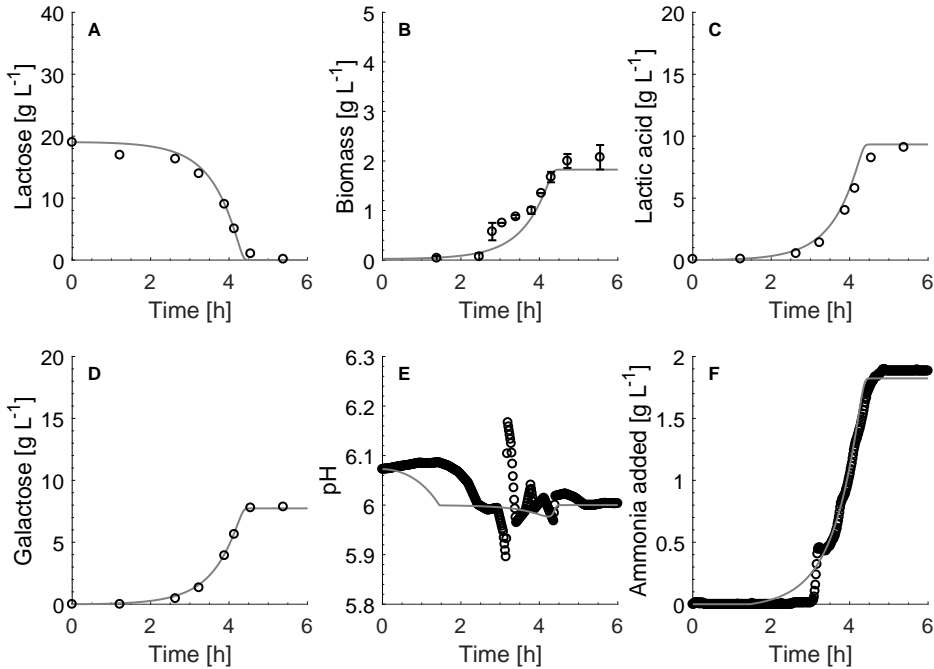 A
Lactose [g L-1]
40
30
20
10
0
0 2 4 6
Time [h]
B
Biomass [g L-1]
5
4
3
2
1
0
0 2 4 6
Time [h]
C
Lactic acid [g L-1]
20
15
10
5
0
0 2 4 6
Time [h]
D
Galactose [g L-1]
20
15
10
5
0
0 2 4 6
Time [h]
E
pH
6.3
6.2
6.1
6
5.9
5.8
0 2 4 6
Time [h]
F
Ammonia added [g L-1]
2
1.5
1
0.5
0
0 2 4 6
Time [h]